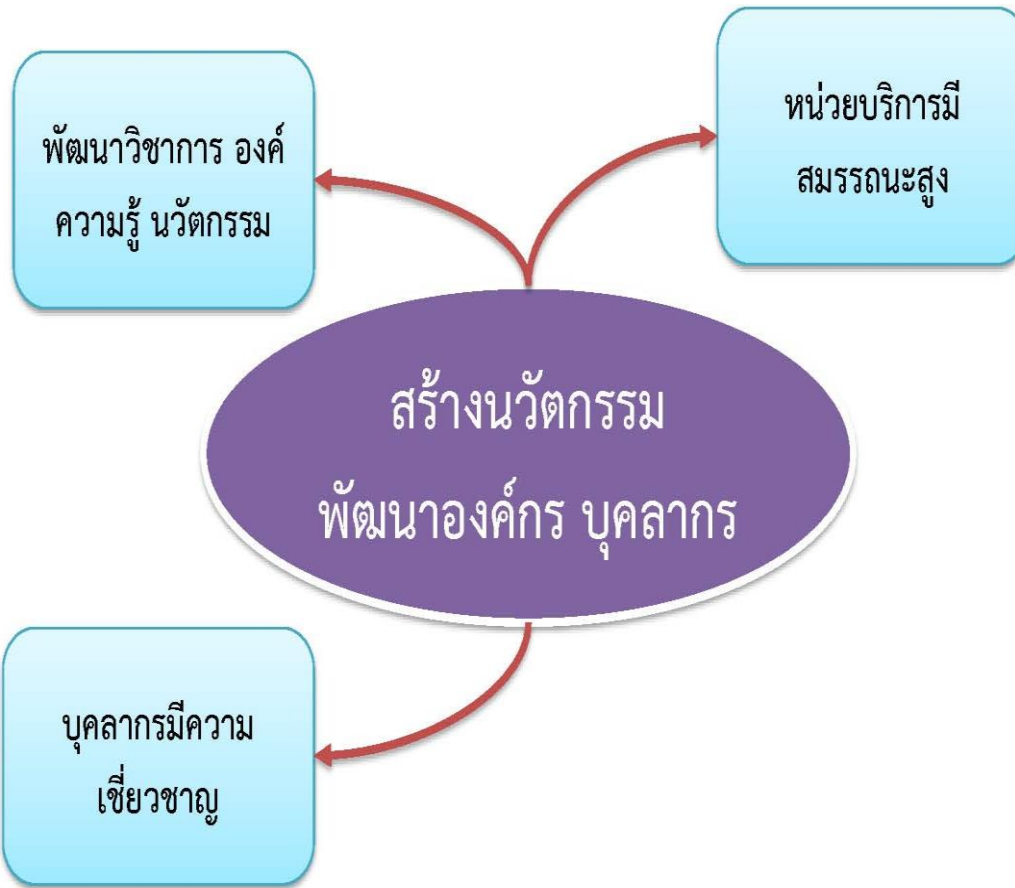 พัฒนาวิชาการ องค์
ความรู้ นวัตกรรม
หน่วยบริการมี
สมรรถนะสูง
สร้างนวัตกรรม
พัฒนาองค์กร บุคลากร
บุคลากรมีความ
เชี่ยวชาญ